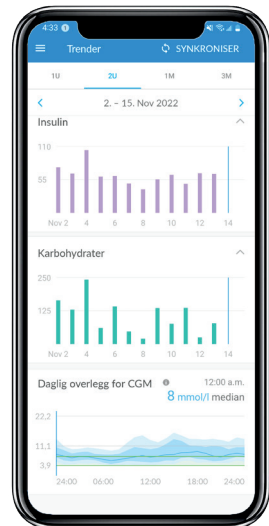 4:33
Trender
SYNKRONISER
1U 2U 1M 3M
2. – 15. Nov 2022
Insulin
110
55
Nov 2 4 6 8 10 12 14
Karbohydrater
250
125
Nov 2 4 6 8 10 12 14
Daglig overlegg for CGM 12:00 a.m.
8 mmol/l median
22,2
11,1
3,9
24:00 06:00 12:00 18:00 24:00